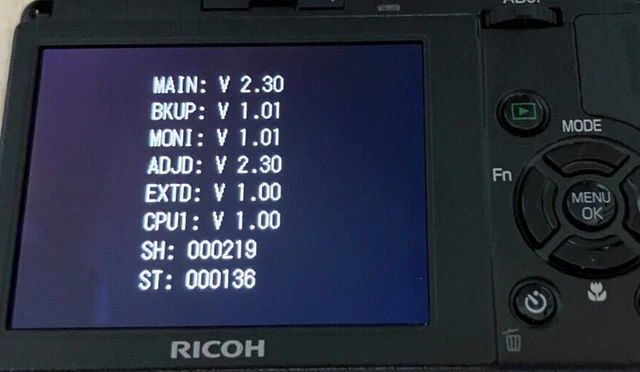 ADJ.
MAIN: V 2.30
BKUP: V 1.01
MONI: V 1.01
ADJD: V 2.30
EXTD: V 1.00
CPU1: V 1.00
SH: 000219
ST: 000136
MODE
Fn
MENU
OK
RICOH